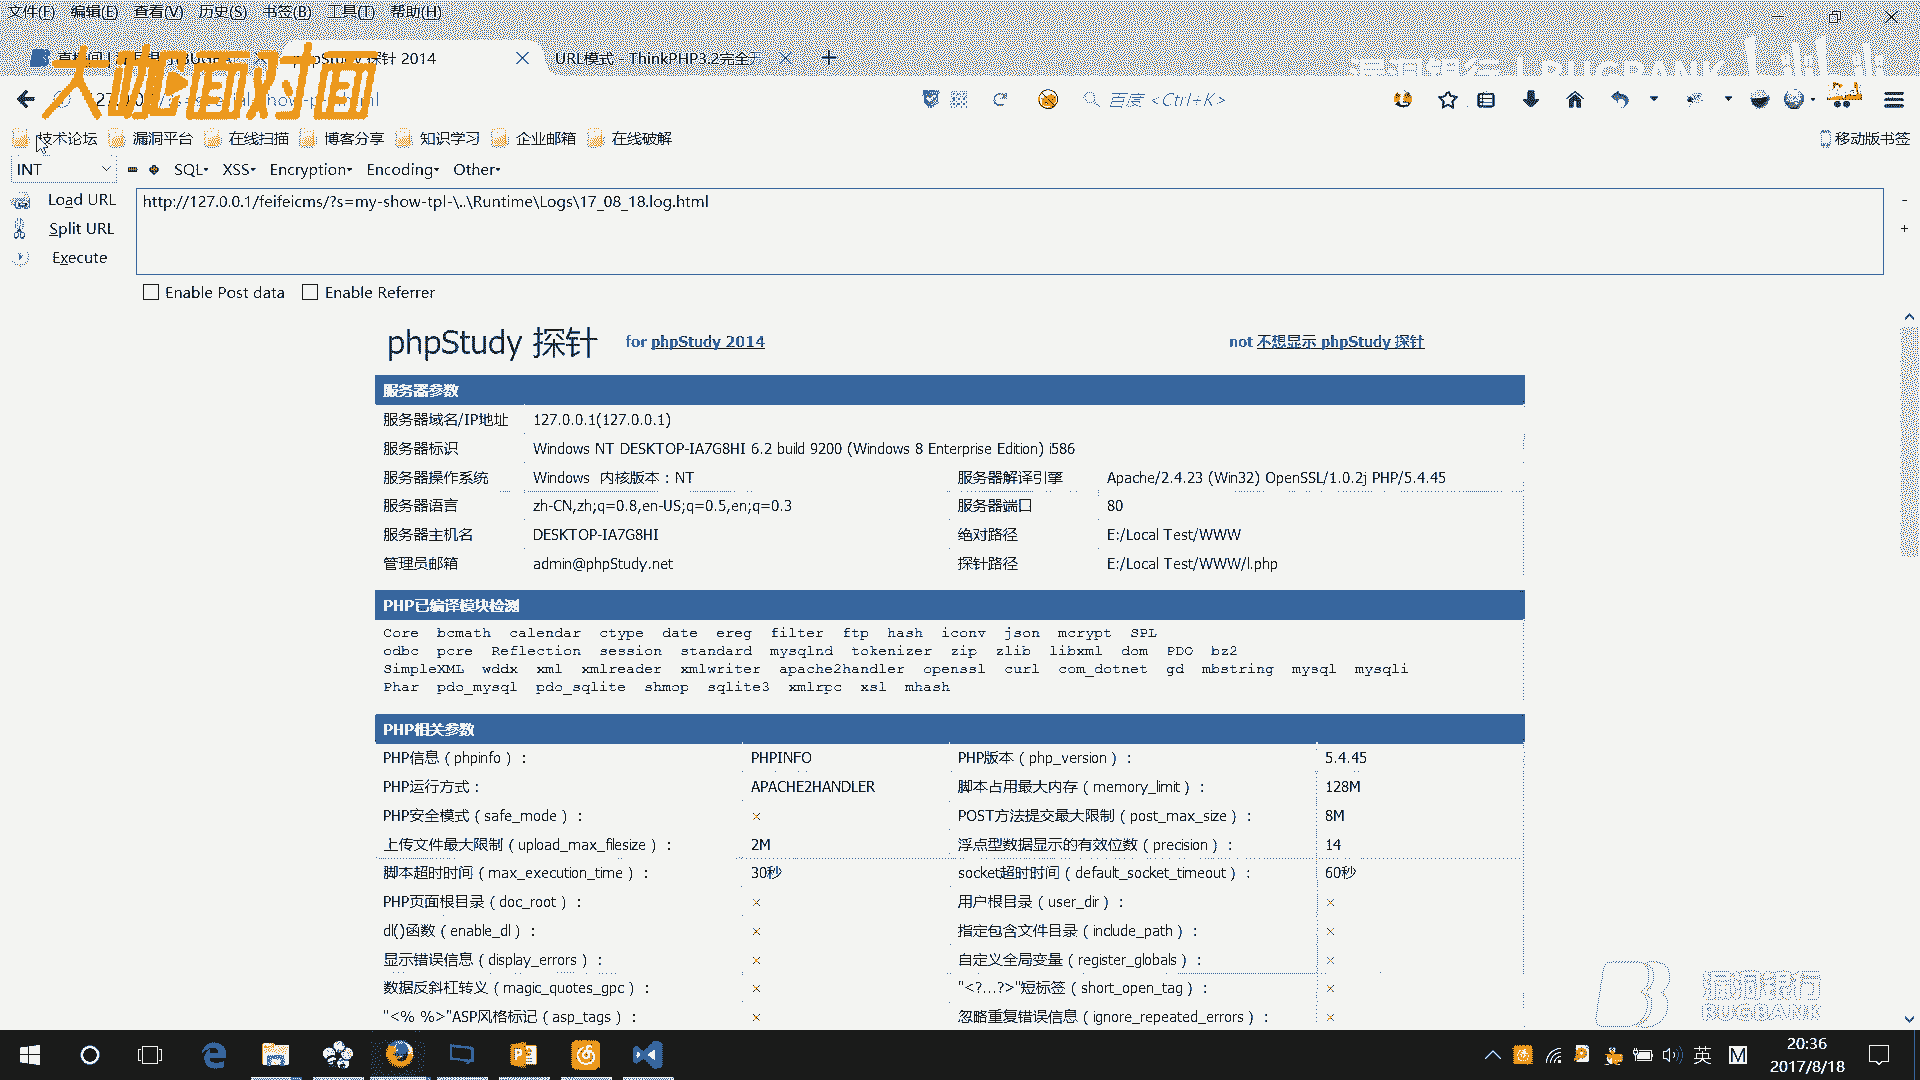 文件(F) 编辑(E) 查看(V) 历史(S) 书签(B) 工具(T) 帮助(H)
大咖面对面
探针 2014
URL模式 - ThinkPHP3.2完全开
漏洞银行 | BUGBANK
百度 <Ctrl+K>
技术论坛 漏洞平台 在线扫描 博客分享 知识学习 企业邮箱 在线破解 移动版书签
INT SQL XSS Encryption Encoding Other
Load URL http://127.0.0.1/feifeicms/?s=my-show-tpl-\..\Runtime\Logs\17_08_18.log.html
Split URL
Execute
Enable Post data Enable Referrer
phpStudy 探针 for phpStudy 2014 not 不想显示 phpStudy 探针
服务器参数
服务器域名/IP地址 127.0.0.1(127.0.0.1)
服务器标识 Windows NT DESKTOP-IA7G8HI 6.2 build 9200 (Windows 8 Enterprise Edition) i586
服务器操作系统 Windows 内核版本：NT 服务器解译引擎 Apache/2.4.23 (Win32) OpenSSL/1.0.2j PHP/5.4.45
服务器语言 zh-CN,zh;q=0.8,en-US;q=0.5,en;q=0.3 服务器端口 80
服务器主机名 DESKTOP-IA7G8HI 绝对路径 E:/Local Test/WWW
管理员邮箱 admin@phpStudy.net 探针路径 E:/Local Test/WWW/l.php
PHP已编译模块检测
Core bcmath calendar ctype date ereg filter ftp hash iconv json mcrypt SPL
odbc pcre Reflection session standard mysqlnd tokenizer zip zlib libxml dom PDO bz2
SimpleXML wddx xml xmlreader xmlwriter apache2handler openssl curl com_dotnet gd mbstring mysql mysqli
Phar pdo_mysql pdo_sqlite shmop sqlite3 xmlrpc xsl mhash
PHP相关参数
PHP信息（phpinfo）： PHPINFO PHP版本（php_version）： 5.4.45
PHP运行方式： APACHE2HANDLER 脚本占用最大内存（memory_limit）： 128M
PHP安全模式（safe_mode）： × POST方法提交最大限制（post_max_size）： 8M
上传文件最大限制（upload_max_filesize）： 2M 浮点型数据显示的有效位数（precision）： 14
脚本超时时间（max_execution_time）： 30秒 socket超时时间（default_socket_timeout）： 60秒
PHP页面根目录（doc_root）： × 用户根目录（user_dir）： ×
dl()函数（enable_dl）： × 指定包含文件目录（include_path）： ×
显示错误信息（display_errors）： × 自定义全局变量（register_globals）： ×
数据反斜杠转义（magic_quotes_gpc）： × "<?...?>"短标签（short_open_tag）： ×
"<% %>"ASP风格标记（asp_tags）： × 忽略重复错误信息（ignore_repeated_errors）： ×
漏洞银行
BUGBANK
英 M 20:36
2017/8/18